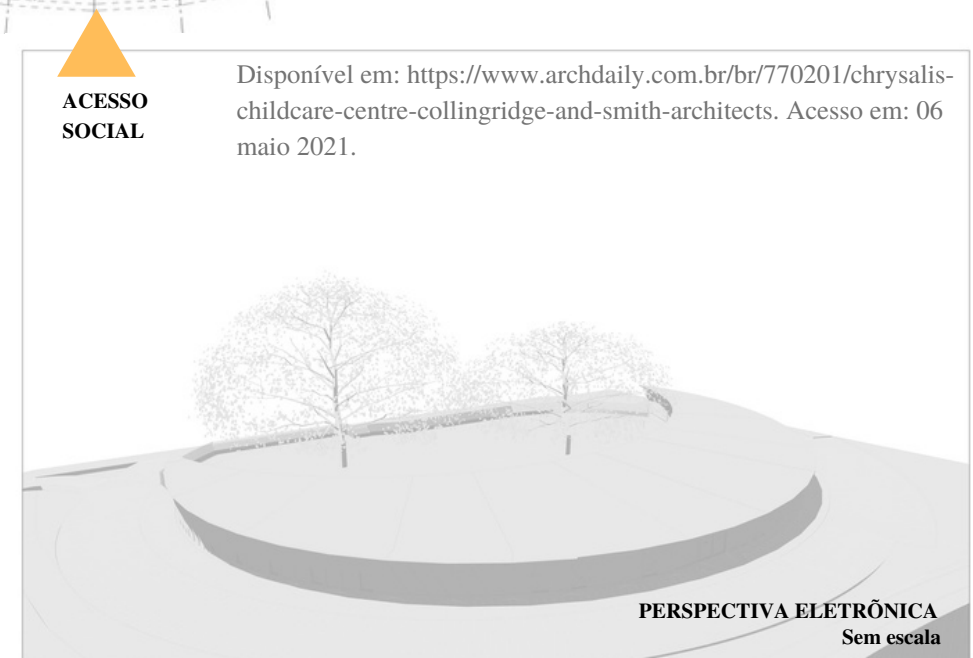 ACESSO
SOCIAL
Disponível em: https://www.archdaily.com.br/br/770201/chrysalis-
childcare-centre-collingridge-and-smith-architects. Acesso em: 06
maio 2021.
PERSPECTIVA ELETRÕNICA
Sem escala